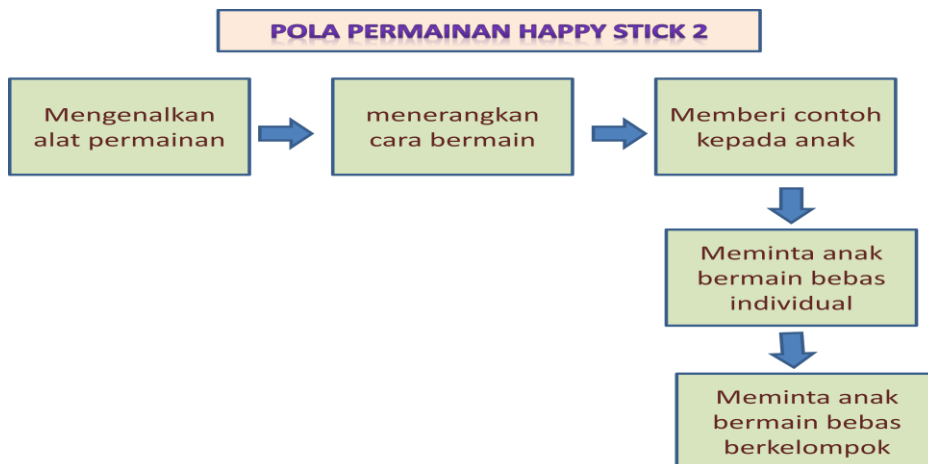 POLA PERMAINAN HAPPY STICK 2
Mengenalkan
alat permainan
menerangkan
cara bermain
Memberi contoh
kepada anak
Meminta anak
bermain bebas
individual
Meminta anak
bermain bebas
berkelompok